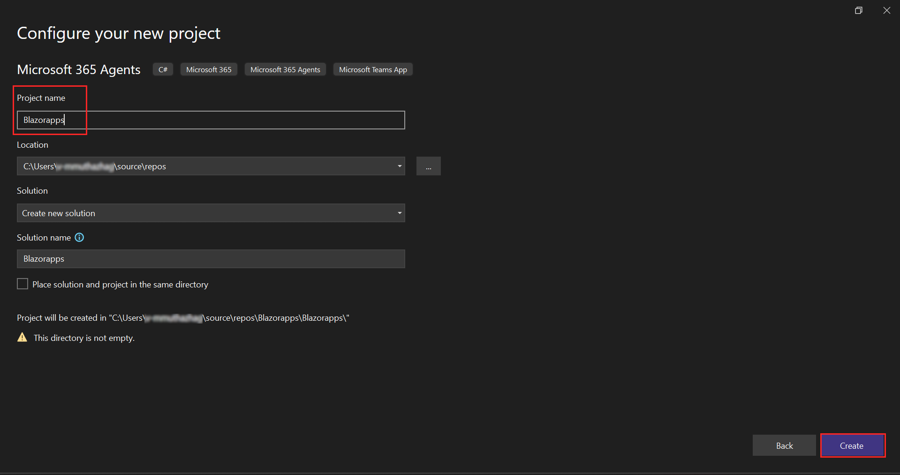 Configure your new project
Microsoft 365 Agents C# Microsoft 365 Microsoft 365 Agents Microsoft Teams App
Project name
Blazorapps
Location
C:\Users\ \source\repos
...
Solution
Create new solution
Solution name
Blazorapps
Place solution and project in the same directory
Project will be created in "C:\Users\ \source\repos\Blazorapps\Blazorapps\"
This directory is not empty.
Back Create